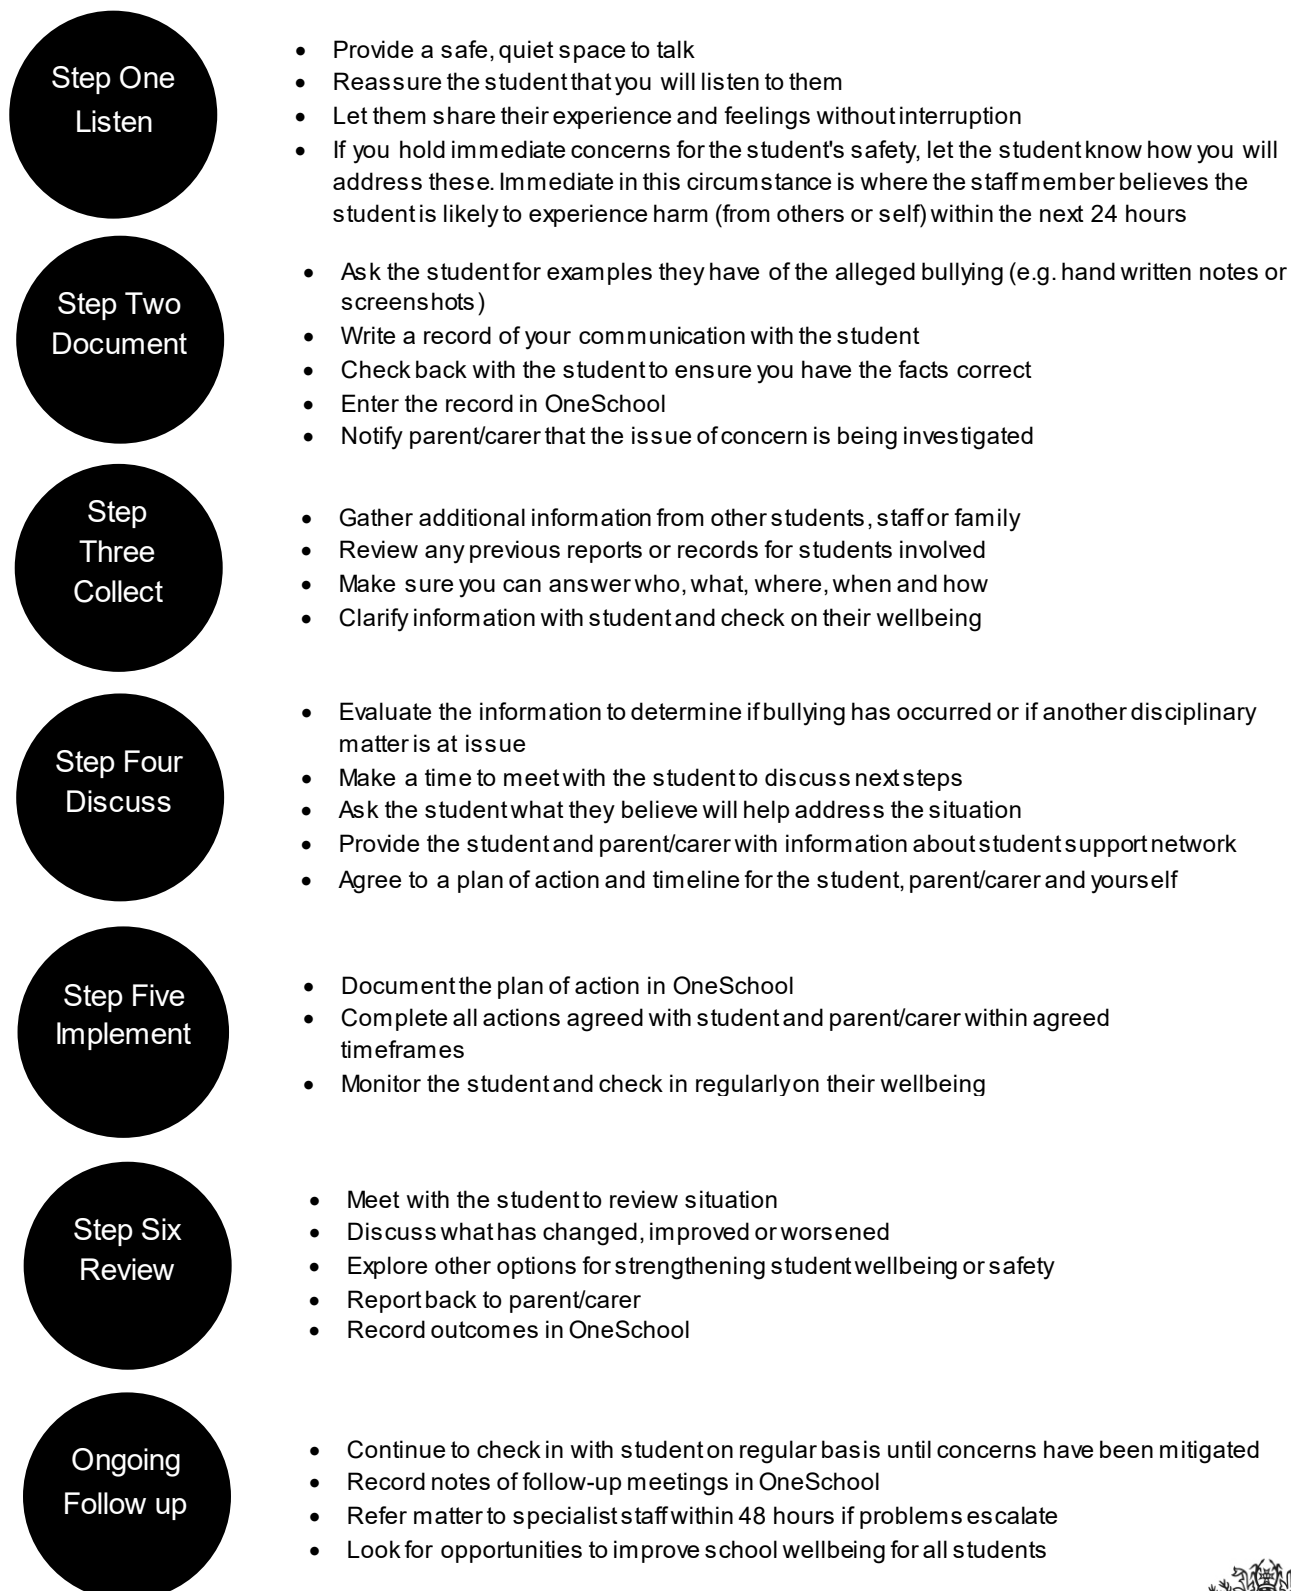 Step One
Listen
• Provide a safe, quiet space to talk
• Reassure the student that you will listen to them
• Let them share their experience and feelings without interruption
• If you hold immediate concerns for the student's safety, let the student know how you will
address these. Immediate in this circumstance is where the staff member believes the
student is likely to experience harm (from others or self) within the next 24 hours
Step Two
Document
• Ask the student for examples they have of the alleged bullying (e.g. hand written notes or
screenshots)
• Write a record of your communication with the student
• Check back with the student to ensure you have the facts correct
• Enter the record in OneSchool
• Notify parent/carer that the issue of concern is being investigated
Step
Three
Collect
• Gather additional information from other students, staff or family
• Review any previous reports or records for students involved
• Make sure you can answer who, what, where, when and how
• Clarify information with student and check on their wellbeing
Step Four
Discuss
• Evaluate the information to determine if bullying has occurred or if another disciplinary
matter is at issue
• Make a time to meet with the student to discuss next steps
• Ask the student what they believe will help address the situation
• Provide the student and parent/carer with information about student support network
• Agree to a plan of action and timeline for the student, parent/carer and yourself
Step Five
Implement
• Document the plan of action in OneSchool
• Complete all actions agreed with student and parent/carer within agreed
timeframes
• Monitor the student and check in regularly on their wellbeing
Step Six
Review
• Meet with the student to review situation
• Discuss what has changed, improved or worsened
• Explore other options for strengthening student wellbeing or safety
• Report back to parent/carer
• Record outcomes in OneSchool
Ongoing
Follow up
• Continue to check in with student on regular basis until concerns have been mitigated
• Record notes of follow-up meetings in OneSchool
• Refer matter to specialist staff within 48 hours if problems escalate
• Look for opportunities to improve school wellbeing for all students